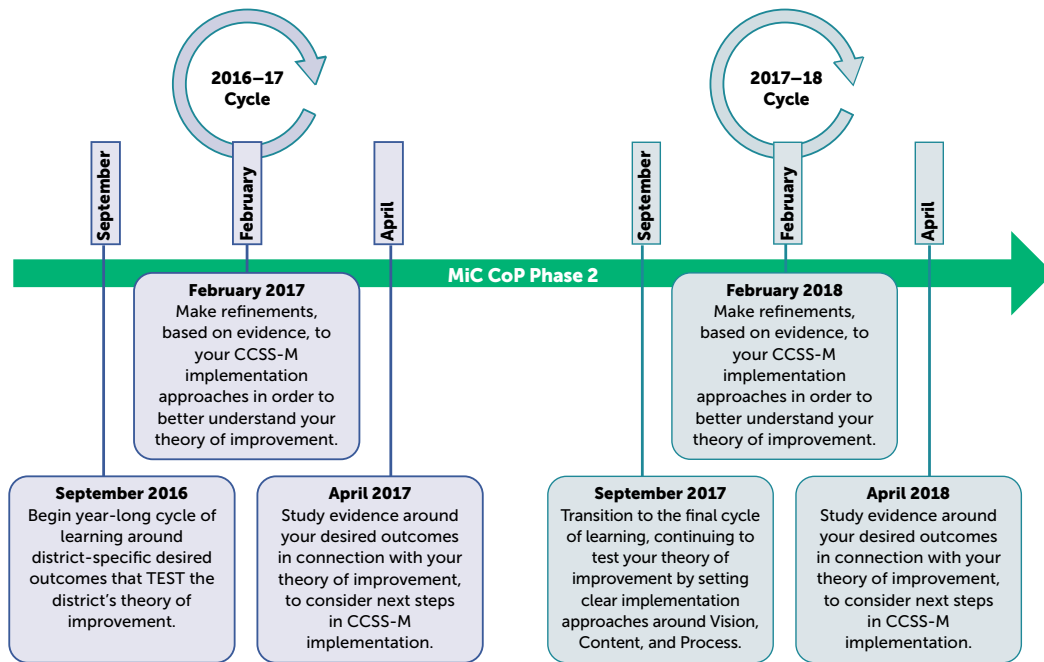 2016–17
Cycle
2017–18
Cycle
September
February
April
September
February
April
MiC CoP Phase 2
February 2017
Make refinements,
based on evidence, to
your CCSS-M
implementation
approaches in order to
better understand your
theory of improvement.
February 2018
Make refinements,
based on evidence, to
your CCSS-M
implementation
approaches in order to
better understand your
theory of improvement.
September 2016
Begin year-long cycle of
learning around
district-specific desired
outcomes that TEST the
district’s theory of
improvement.
April 2017
Study evidence around
your desired outcomes
in connection with your
theory of improvement,
to consider next steps
in CCSS-M
implementation.
September 2017
Transition to the final cycle
of learning, continuing to
test your theory of
improvement by setting
clear implementation
approaches around Vision,
Content, and Process.
April 2018
Study evidence around
your desired outcomes
in connection with your
theory of improvement,
to consider next steps
in CCSS-M
implementation.